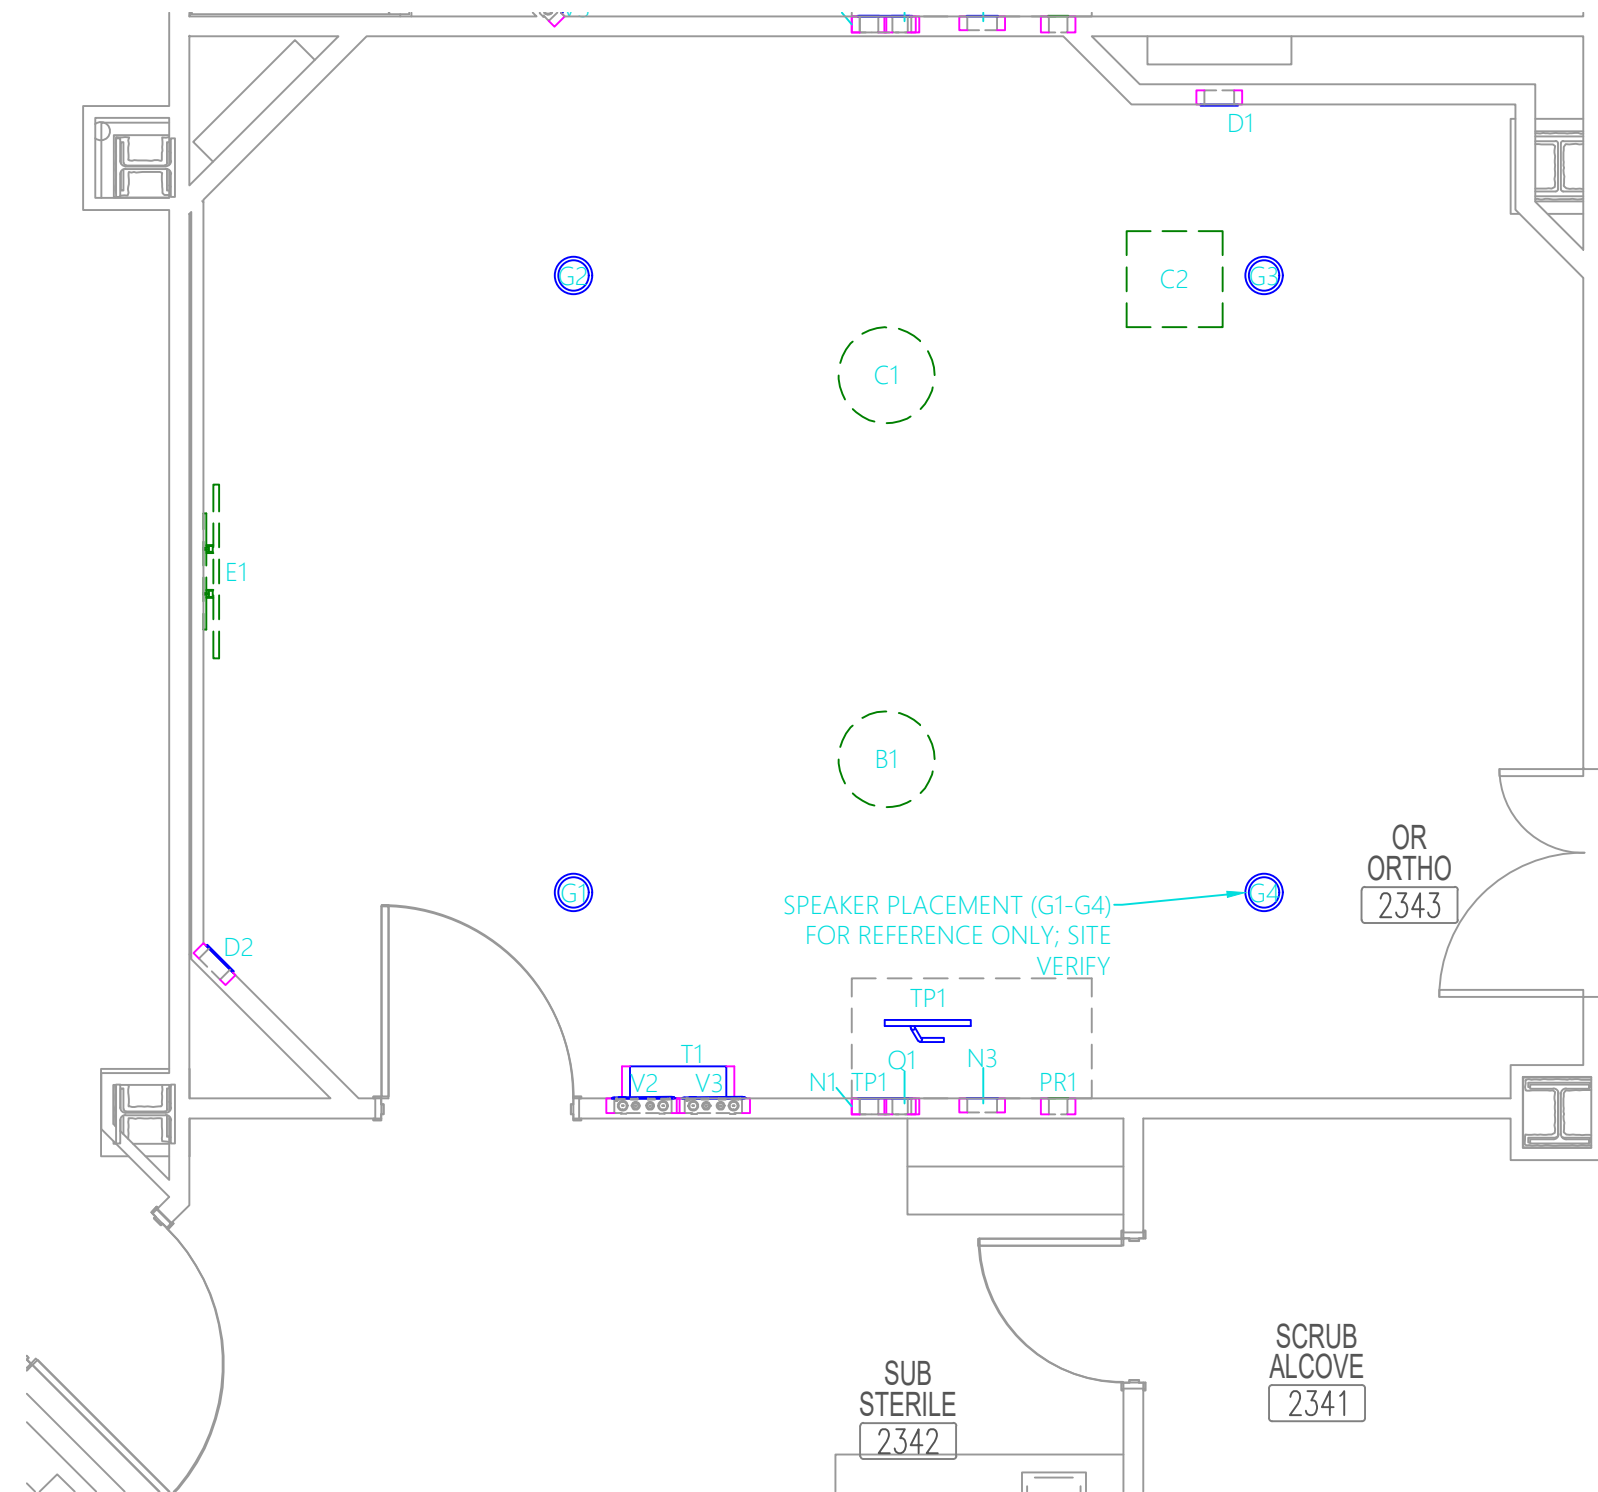 D1
G2
C2
G3
C1
E1
B1
OR
ORTHO
2343
G1
SPEAKER PLACEMENT (G1-G4)
FOR REFERENCE ONLY; SITE
VERIFY
G4
D2
TP1
T1
V2
V3
N1
TP1
Q1
N3
PR1
SCRUB
ALCOVE
2341
SUB
STERILE
2342